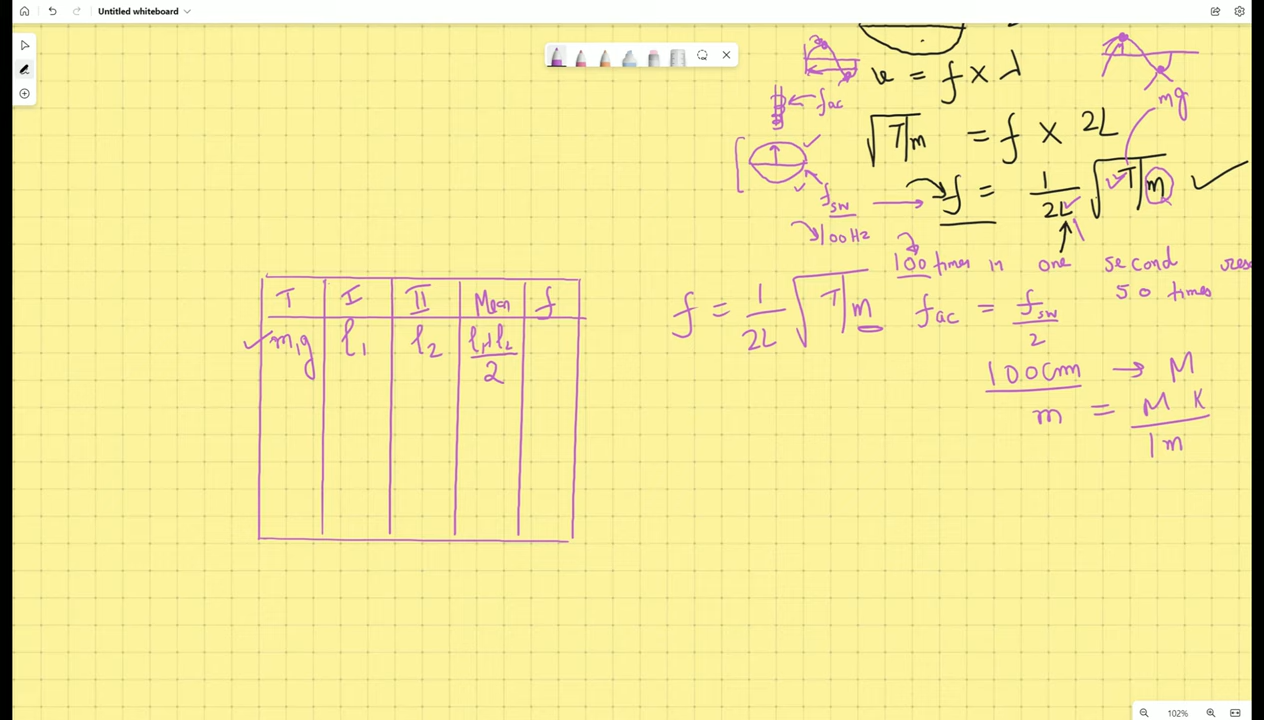 Untitled whiteboard
v = f × λ
fac
√T/m = f × 2L
mg
f = 1/2L √T/m
fsw
100Hz
l
100 times in one second
50 times
T I II Mean f
m₁g l₁ l₂ l₁+l₂/2
f = 1/2L √T/m
fac = fsw/2
100cm → M
m = M K/1m
102%